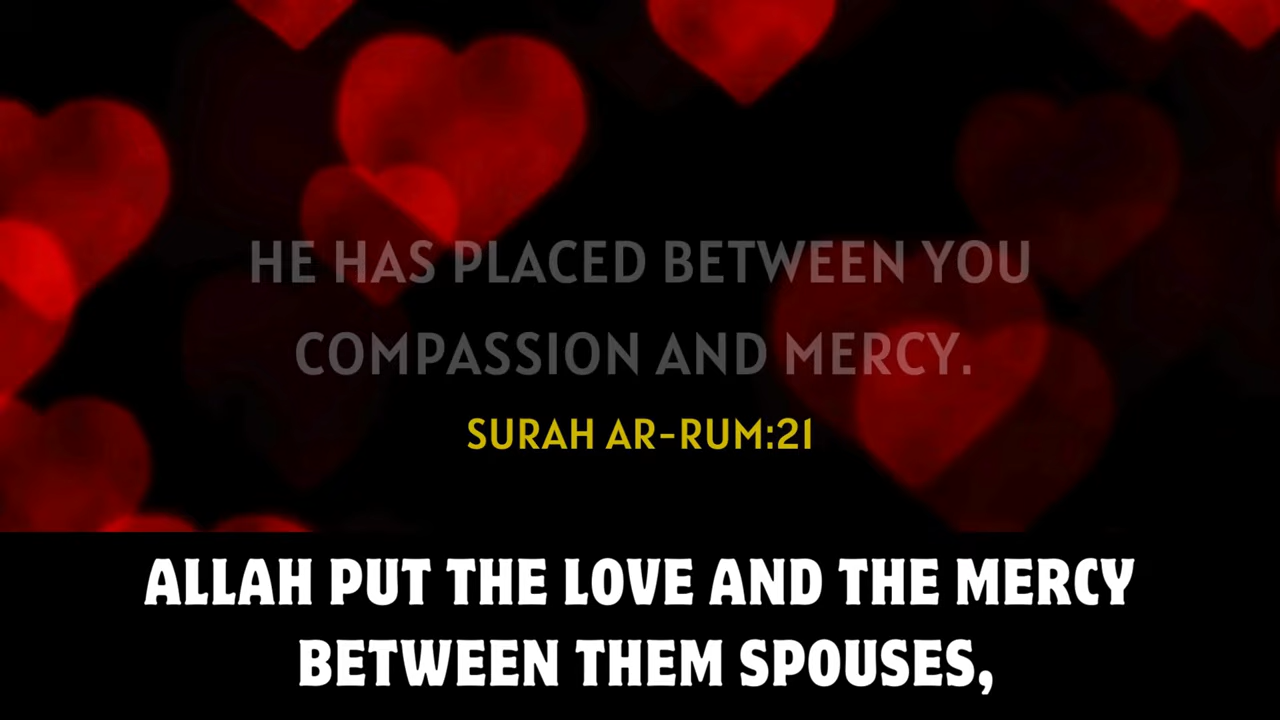 HE HAS PLACED BETWEEN YOU
COMPASSION AND MERCY.
SURAH AR-RUM:21
ALLAH PUT THE LOVE AND THE MERCY
BETWEEN THEM SPOUSES,